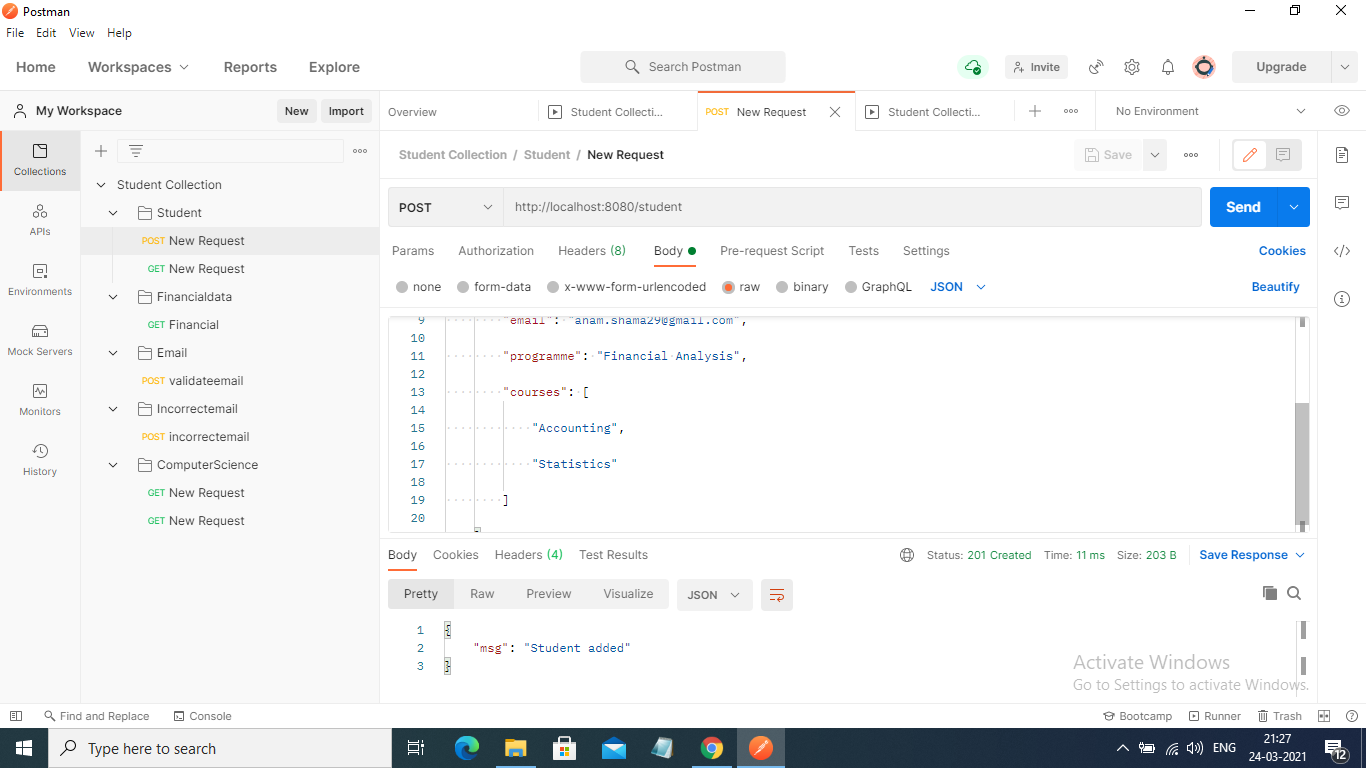 Postman
File Edit View Help
Home Workspaces Reports Explore Search Postman Invite Upgrade
My Workspace New Import Overview Student Collecti... POST New Request Student Collecti... No Environment
Student Collection / Student / New Request Save
Collections
APIs
Environments
Mock Servers
Monitors
History
Student Collection
Student
POST New Request
GET New Request
Financialdata
GET Financial
Email
POST validateemail
Incorrectemail
POST incorrectemail
ComputerScience
GET New Request
GET New Request
POST http://localhost:8080/student Send
Params Authorization Headers (8) Body Pre-request Script Tests Settings Cookies
none form-data x-www-form-urlencoded raw binary GraphQL JSON Beautify
9 "email": "anam.shama29@gmail.com",
10
11 "programme": "Financial Analysis",
12
13 "courses": [
14
15 "Accounting",
16
17 "Statistics"
18
19 ]
20
Body Cookies Headers (4) Test Results Status: 201 Created Time: 11 ms Size: 203 B Save Response
Pretty Raw Preview Visualize JSON
1 {
2 "msg": "Student added"
3 }
Activate Windows
Go to Settings to activate Windows.
Find and Replace Console Bootcamp Runner Trash
Type here to search ENG 21:27
24-03-2021 12